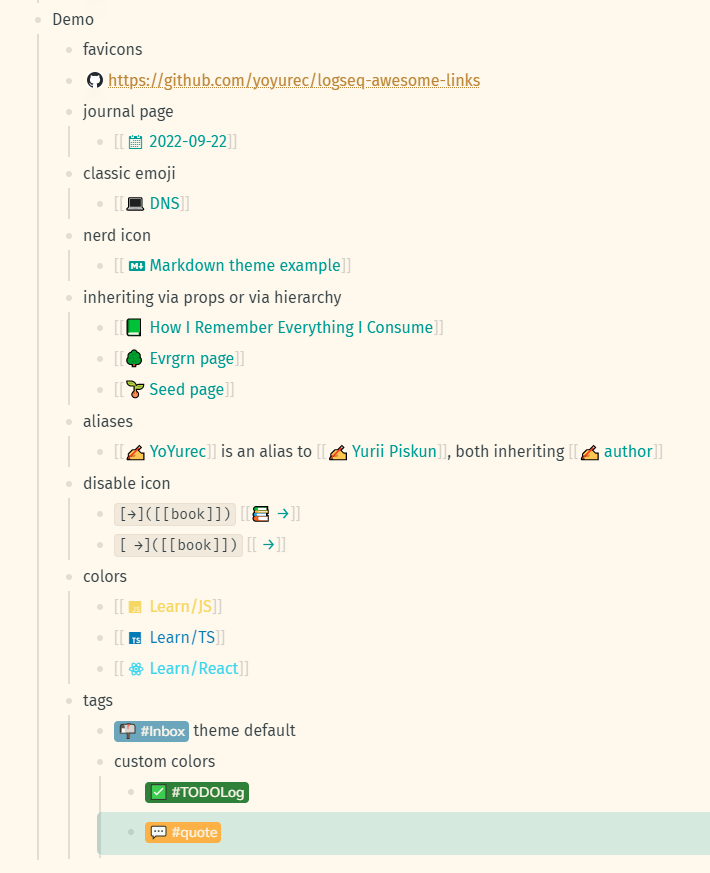 Demo
favicons
https://github.com/yoyurec/logseq-awesome-links
journal page
[[ 2022-09-22]]
classic emoji
[[💻 DNS]]
nerd icon
[[ M↓ Markdown theme example]]
inheriting via props or via hierarchy
[[📗 How I Remember Everything I Consume]]
[[🌳 Evrgrn page]]
[[🌱 Seed page]]
aliases
[[✍️ YoYurec]] is an alias to [[✍️ Yurii Piskun]], both inheriting [[✍️ author]]
disable icon
[→]([[book]]) [[📚 →]]
[ →]([[book]]) [[ →]]
colors
[[ JS Learn/JS]]
[[ TS Learn/TS]]
[[ Learn/React]]
tags
📬 #Inbox theme default
custom colors
✅ #TODOLog
💬 #quote